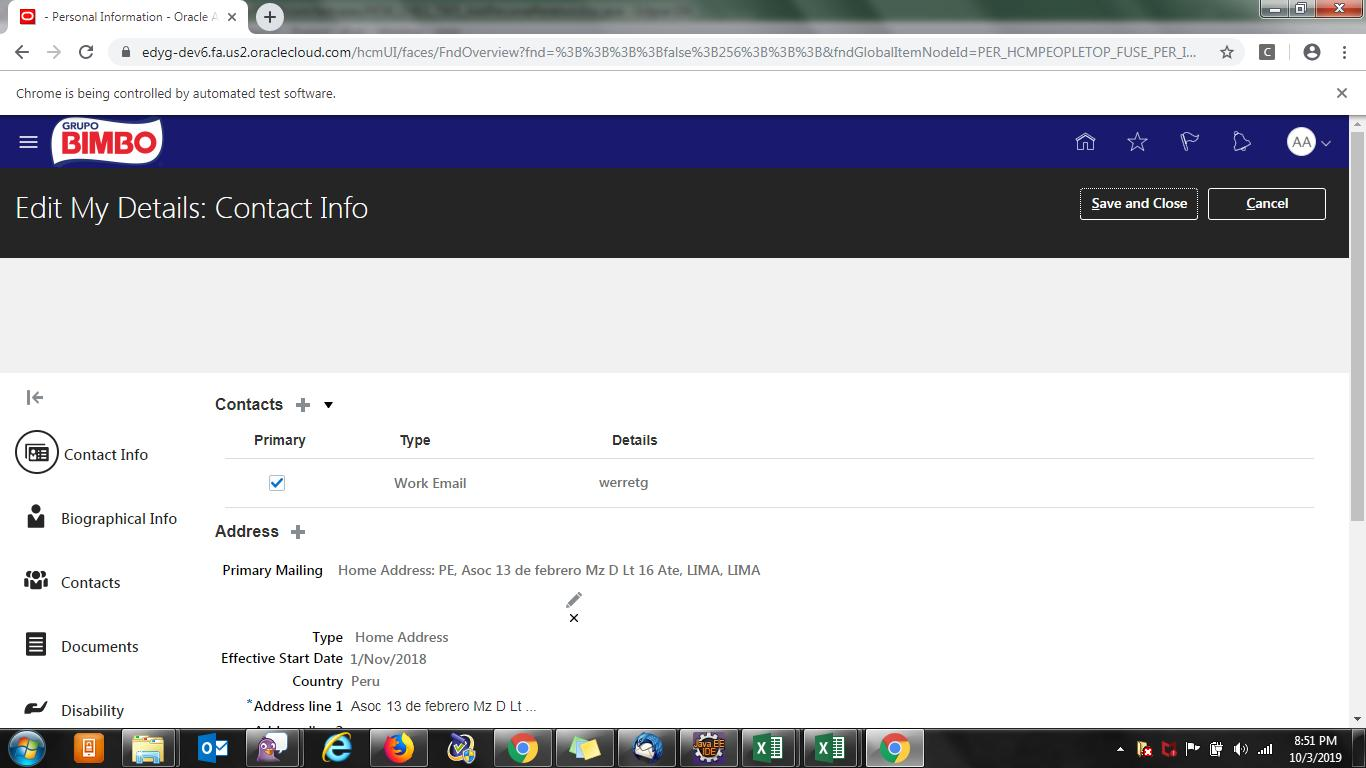 - Personal Information - Oracle A
edyg-dev6.fa.us2.oraclecloud.com/hcmUI/faces/FndOverview?fnd=%3B%3B%3B%3Bfalse%3B256%3B%3B%3B&fndGlobalItemNodeId=PER_HCMPEOPLETOP_FUSE_PER_I...
C
Chrome is being controlled by automated test software.
GRUPO
BIMBO
AA
Edit My Details: Contact Info
Save and Close
Cancel
Contacts
Primary Type Details
Contact Info
Work Email werretg
Biographical Info
Address
Primary Mailing Home Address: PE, Asoc 13 de febrero Mz D Lt 16 Ate, LIMA, LIMA
Contacts
Type Home Address
Documents
Effective Start Date 1/Nov/2018
Country Peru
*Address line 1 Asoc 13 de febrero Mz D Lt ...
Disability
Java EE
IDE
8:51 PM
10/3/2019